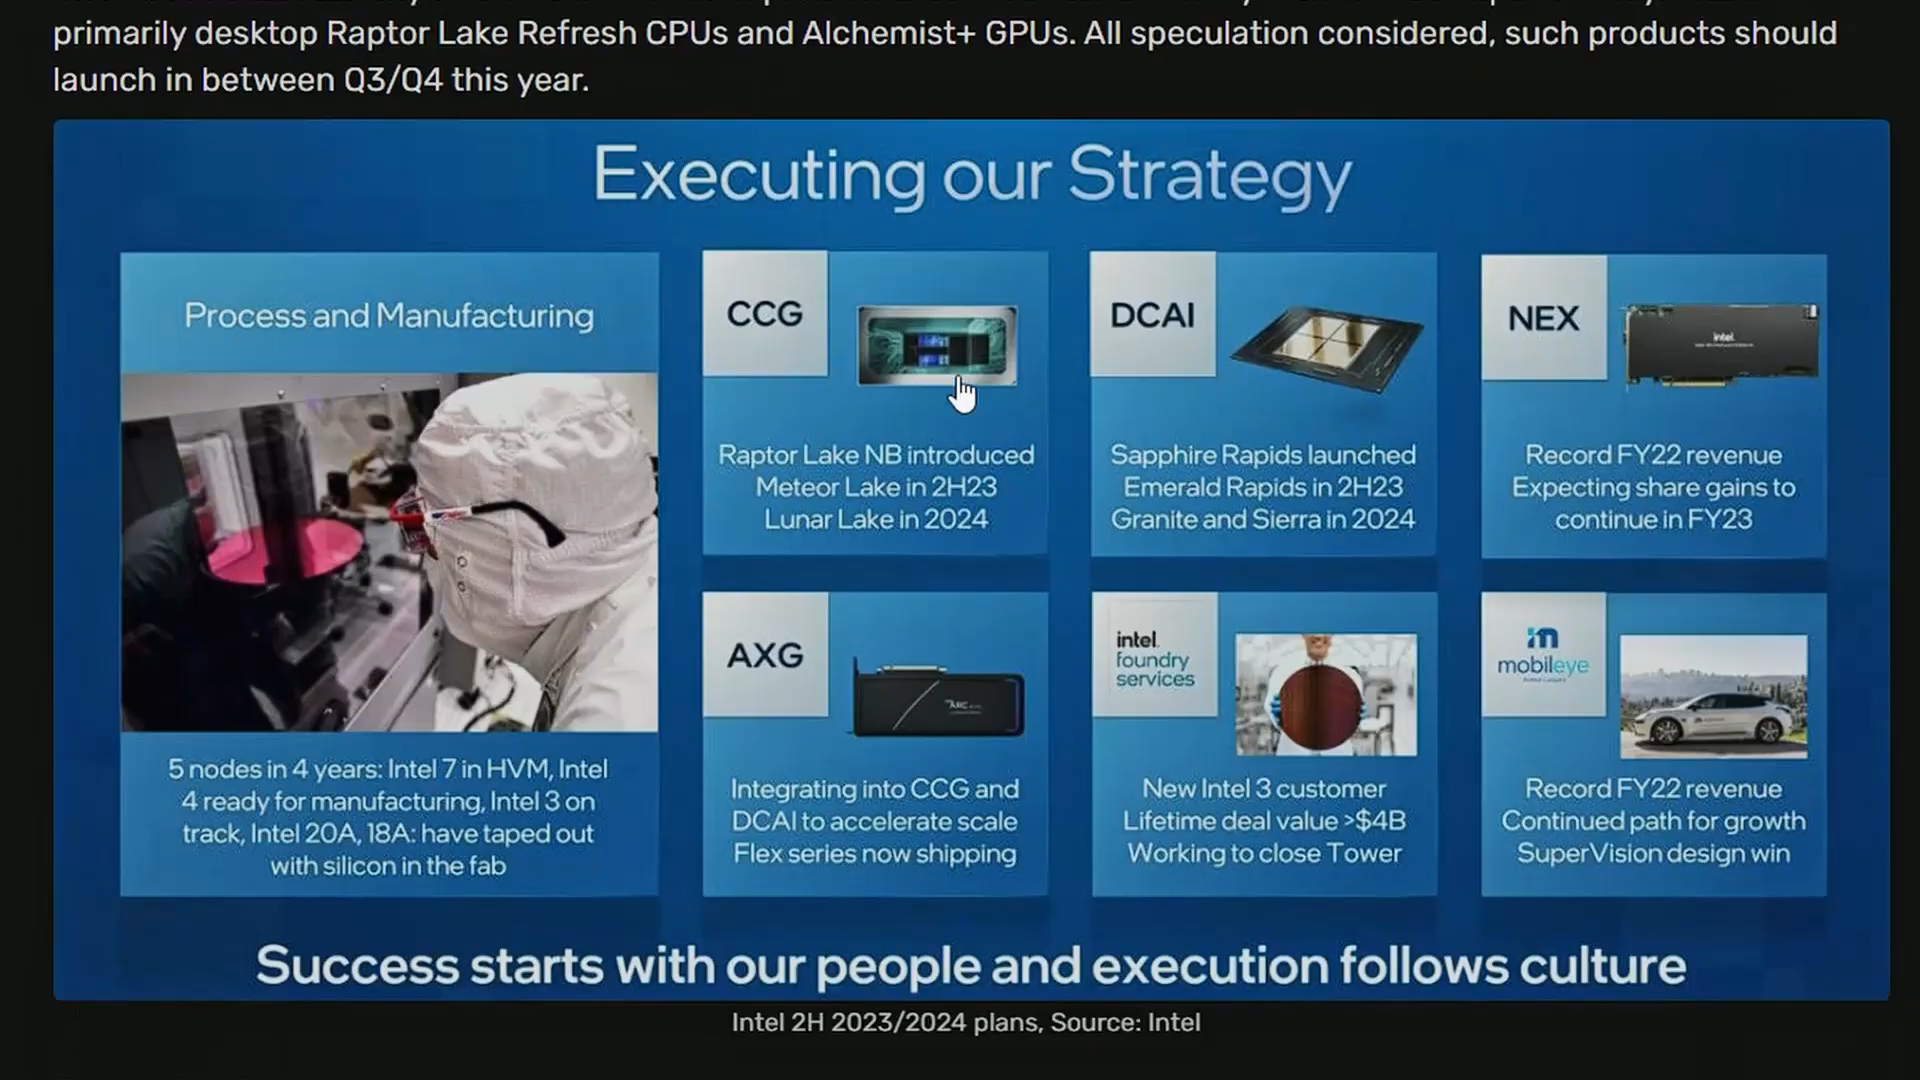 primarily desktop Raptor Lake Refresh CPUs and Alchemist+ GPUs. All speculation considered, such products should
launch in between Q3/Q4 this year.
Executing our Strategy
Process and Manufacturing
5 nodes in 4 years: Intel 7 in HVM, Intel
4 ready for manufacturing, Intel 3 on
track, Intel 20A, 18A: have taped out
with silicon in the fab
CCG
Raptor Lake NB introduced
Meteor Lake in 2H23
Lunar Lake in 2024
DCAI
Sapphire Rapids launched
Emerald Rapids in 2H23
Granite and Sierra in 2024
NEX
intel.
Record FY22 revenue
Expecting share gains to
continue in FY23
AXG
ARC
Integrating into CCG and
DCAI to accelerate scale
Flex series now shipping
intel.
foundry
services
New Intel 3 customer
Lifetime deal value >$4B
Working to close Tower
mobileye
Record FY22 revenue
Continued path for growth
SuperVision design win
Success starts with our people and execution follows culture
Intel 2H 2023/2024 plans, Source: Intel